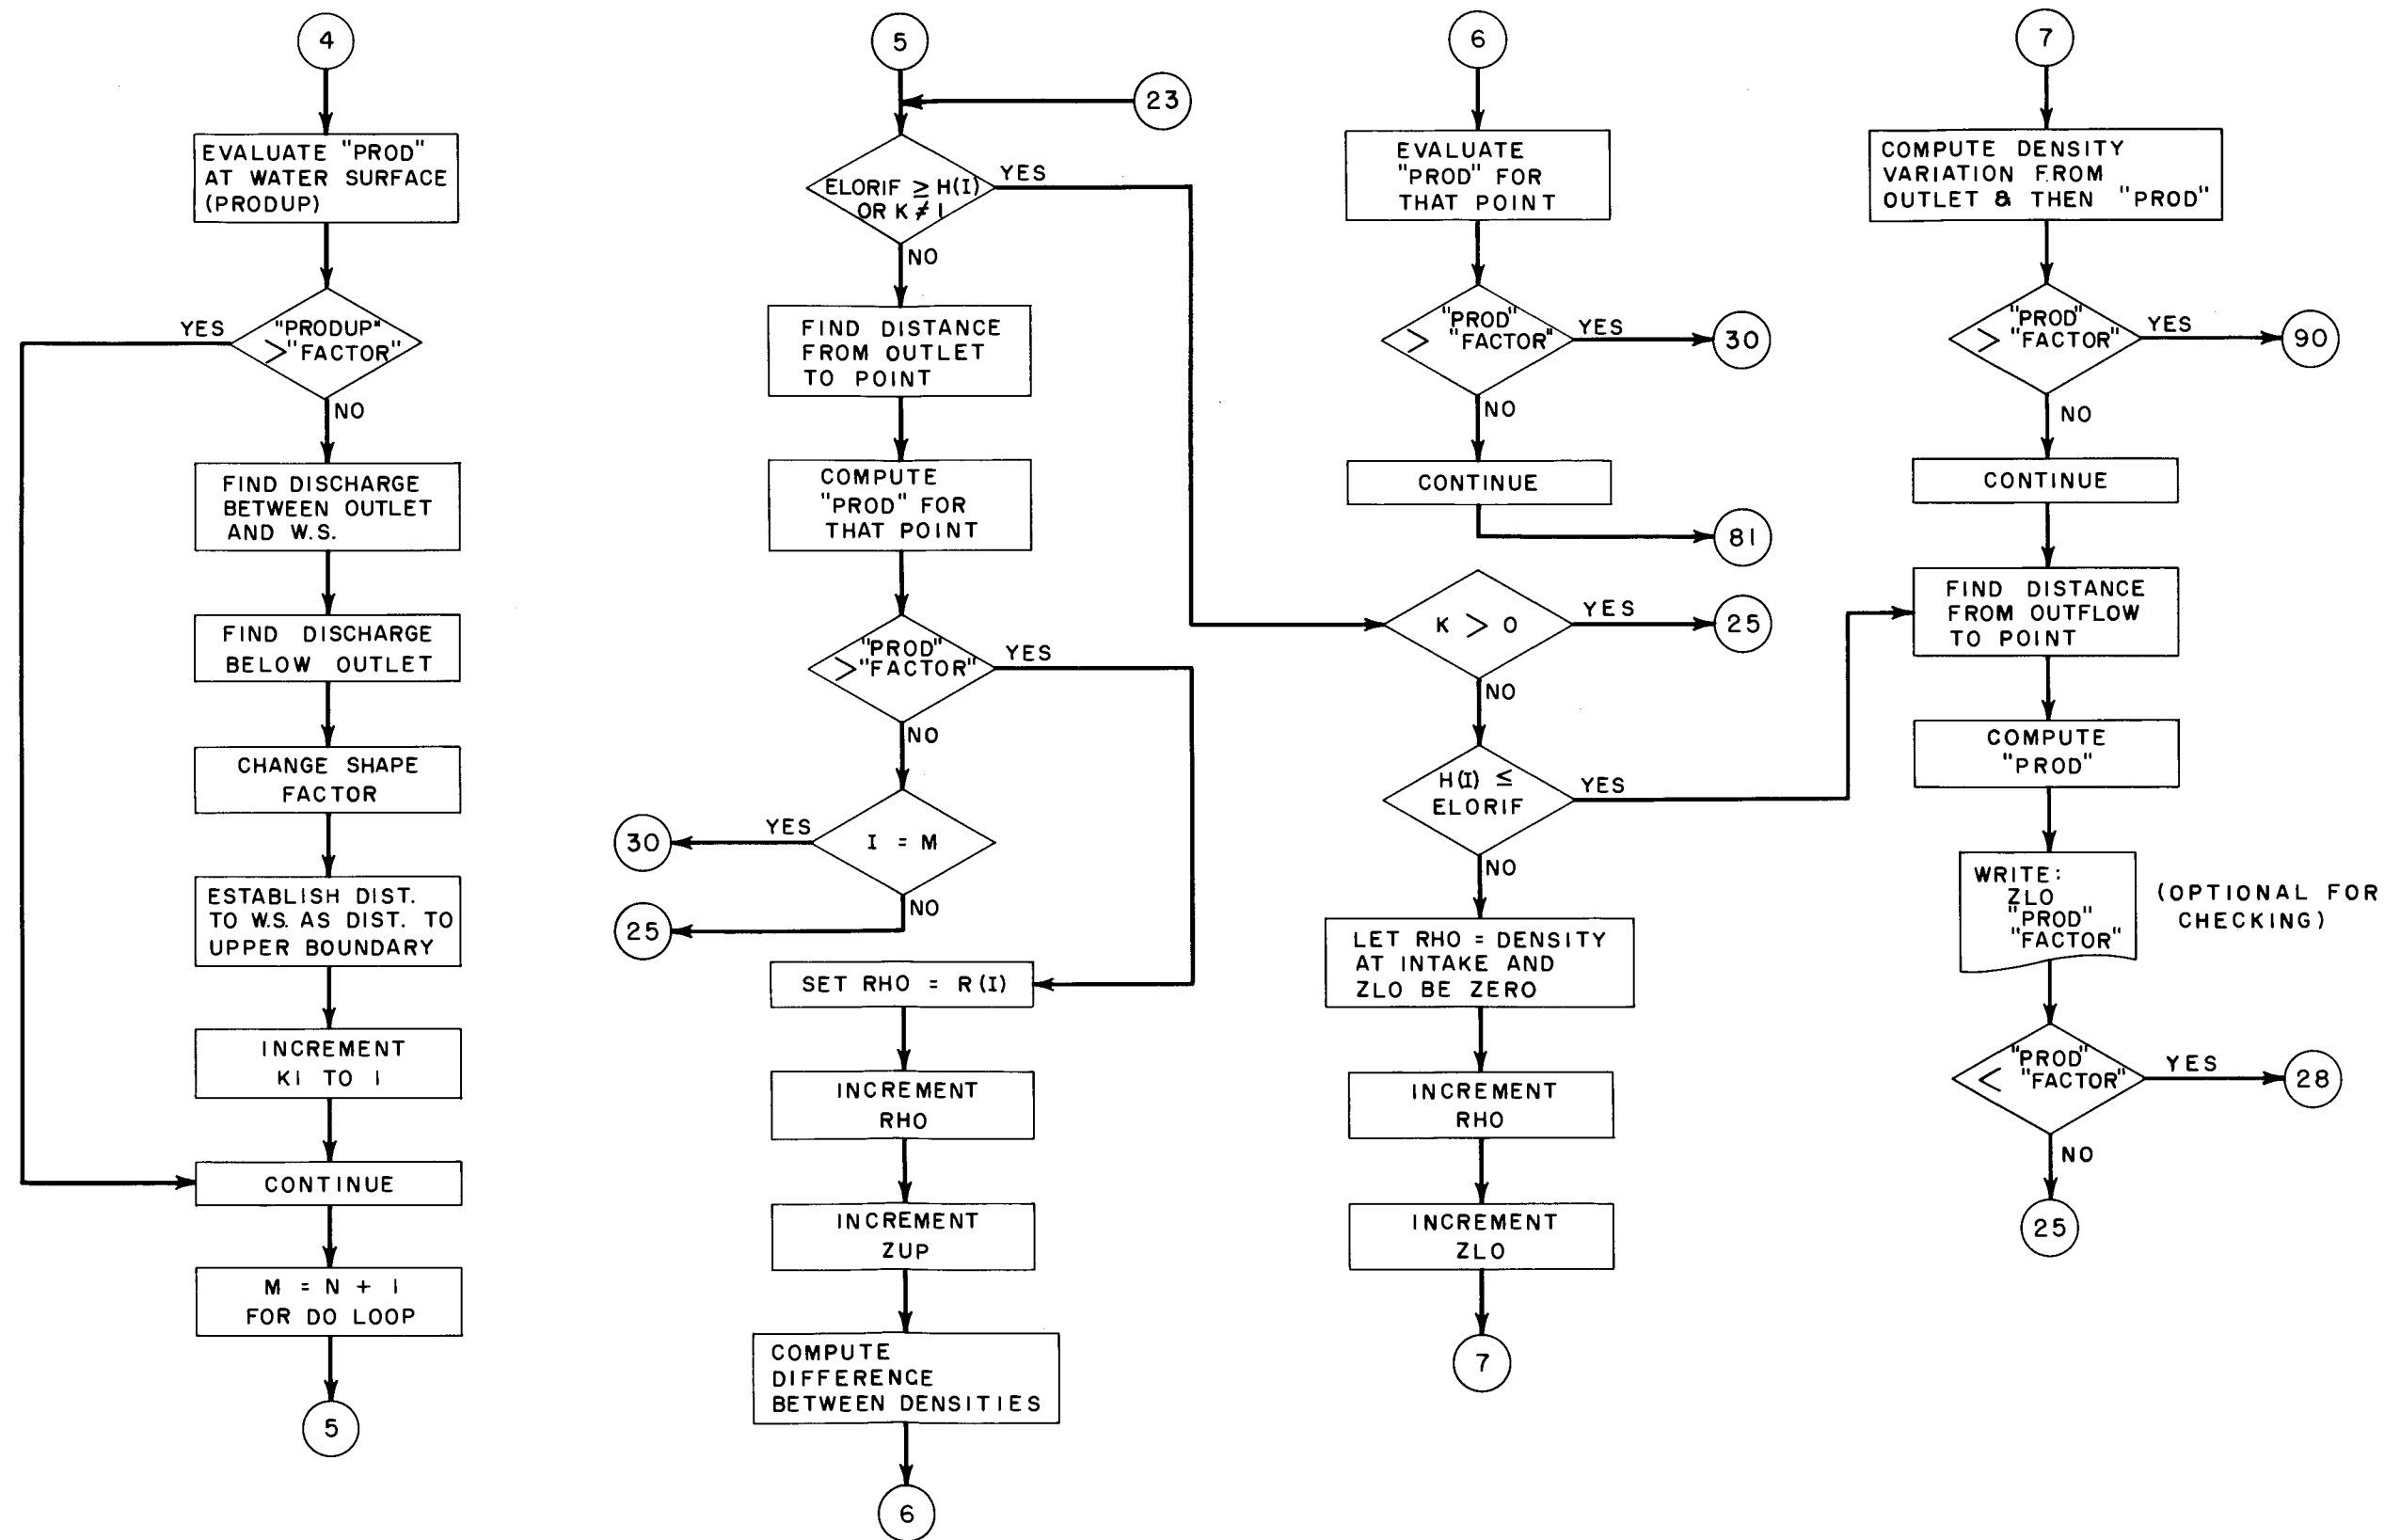 4
EVALUATE "PROD"
AT WATER SURFACE
(PRODUP)
"PRODUP"
> "FACTOR"
YES
NO
FIND DISCHARGE
BETWEEN OUTLET
AND W.S.
FIND DISCHARGE
BELOW OUTLET
CHANGE SHAPE
FACTOR
ESTABLISH DIST.
TO W.S. AS DIST. TO
UPPER BOUNDARY
INCREMENT
K1 TO 1
CONTINUE
M = N + 1
FOR DO LOOP
5
5
23
ELORIF ≥ H(I)
OR K ≠ 1
YES
NO
FIND DISTANCE
FROM OUTLET
TO POINT
COMPUTE
"PROD" FOR
THAT POINT
"PROD"
> "FACTOR"
YES
NO
I = M
YES
30
NO
25
SET RHO = R(I)
INCREMENT
RHO
INCREMENT
ZUP
COMPUTE
DIFFERENCE
BETWEEN DENSITIES
6
6
EVALUATE
"PROD" FOR
THAT POINT
"PROD"
> "FACTOR"
YES
30
NO
CONTINUE
81
K > 0
YES
25
NO
H(I) ≤
ELORIF
YES
NO
LET RHO = DENSITY
AT INTAKE AND
ZLO BE ZERO
INCREMENT
RHO
INCREMENT
ZLO
7
7
COMPUTE DENSITY
VARIATION FROM
OUTLET & THEN "PROD"
"PROD"
> "FACTOR"
YES
90
NO
CONTINUE
FIND DISTANCE
FROM OUTFLOW
TO POINT
COMPUTE
"PROD"
WRITE:
ZLO
"PROD"
"FACTOR"
(OPTIONAL FOR
CHECKING)
"PROD"
< "FACTOR"
YES
28
NO
25